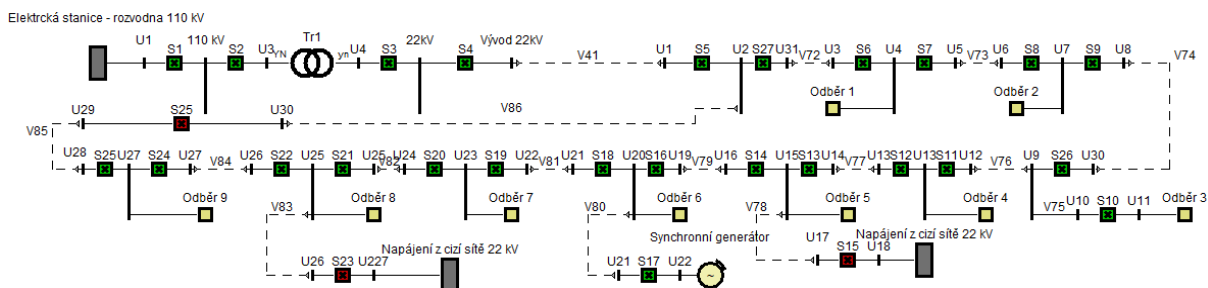 Elektrcká stanice - rozvodna 110 kV
U1 S1 110 kV S2 U3 YN Tr1 yn U4 S3 22kV S4 Vývod 22kV V41 U1 S5 U2 S27 U31 V72 U3 S6 U4 S7 U5 V73 U6 S8 U7 S9 U8 V74
Odběr 1 Odběr 2
U29 S25 U30 V86
V85
U28 S25 U27 S24 U27 V84 U26 S22 U25 S21 U25 V82 U24 S20 U23 S19 U22 V81 U21 S18 U20 S16 U19 V79 U16 S14 U15 S13 U14 V77 U13 S12 U13 S11 U12 V76 U9 S26 U30
Odběr 9 Odběr 8 Odběr 7 Odběr 6 Odběr 5 Odběr 4 V75 U10 S10 U11 Odběr 3
V83 V80 V78
Napájení z cizí sítě 22 kV Synchronní generátor Napájení z cizí sítě 22 kV
U17 S15 U18
U26 S23 U227 U21 S17 U22